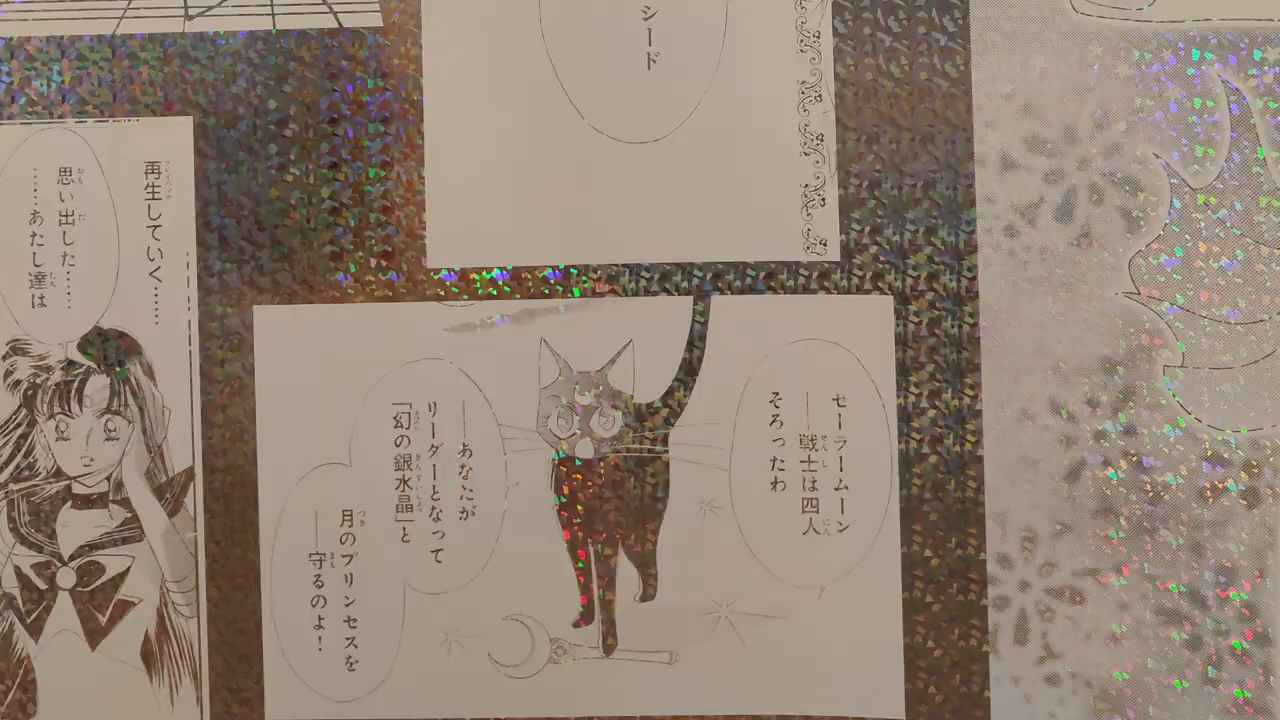 シード
セーラームーン
――戦士は四人
そろったわ
――あなたが
リーダーとなって
「幻の銀水晶」と
月のプリンセスを
――守るのよ！
再生していく……
思い出した……
……あたし達は